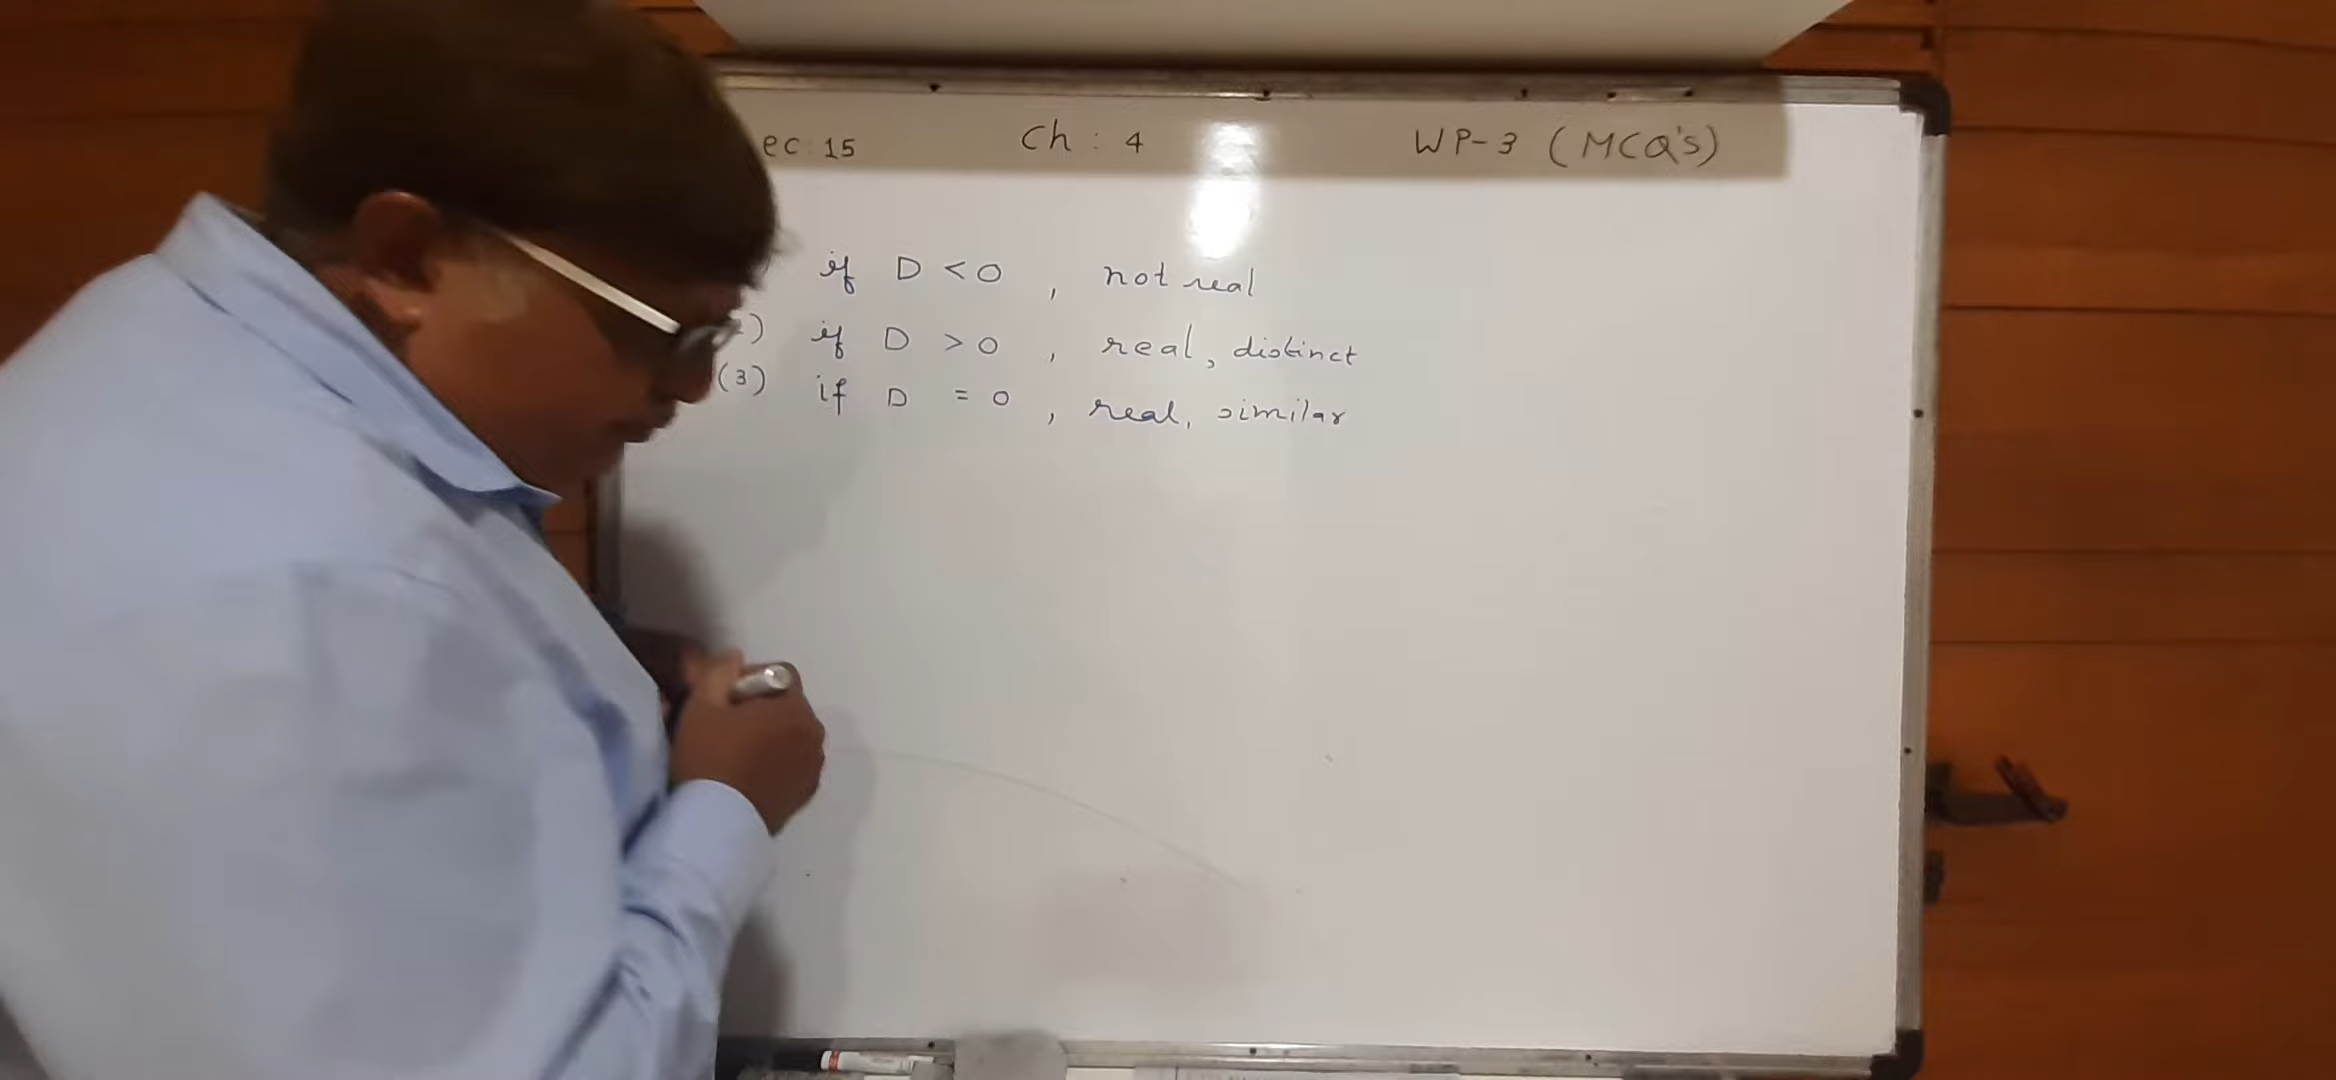 ec: 15 Ch : 4 WP-3 (MCQ's)
if D < 0 , not real
) if D > 0 , real, distinct
(3) if D = 0 , real, similar